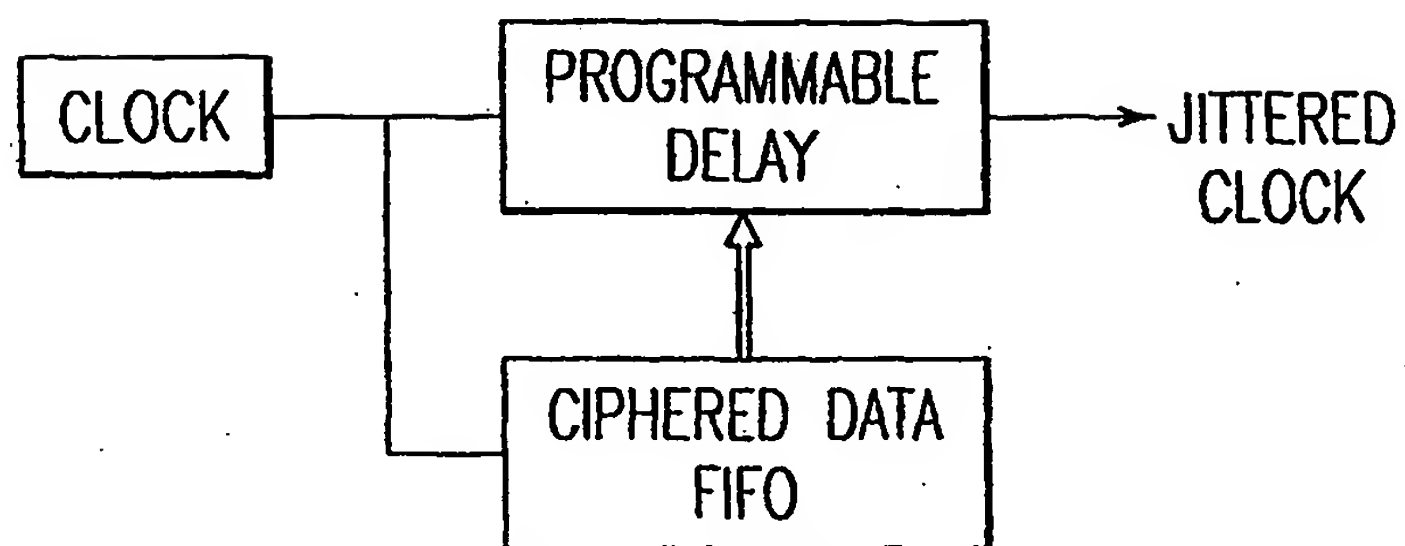 CLOCK
PROGRAMMABLE
DELAY
JITTERED
CLOCK
CIPHERED DATA
FIFO